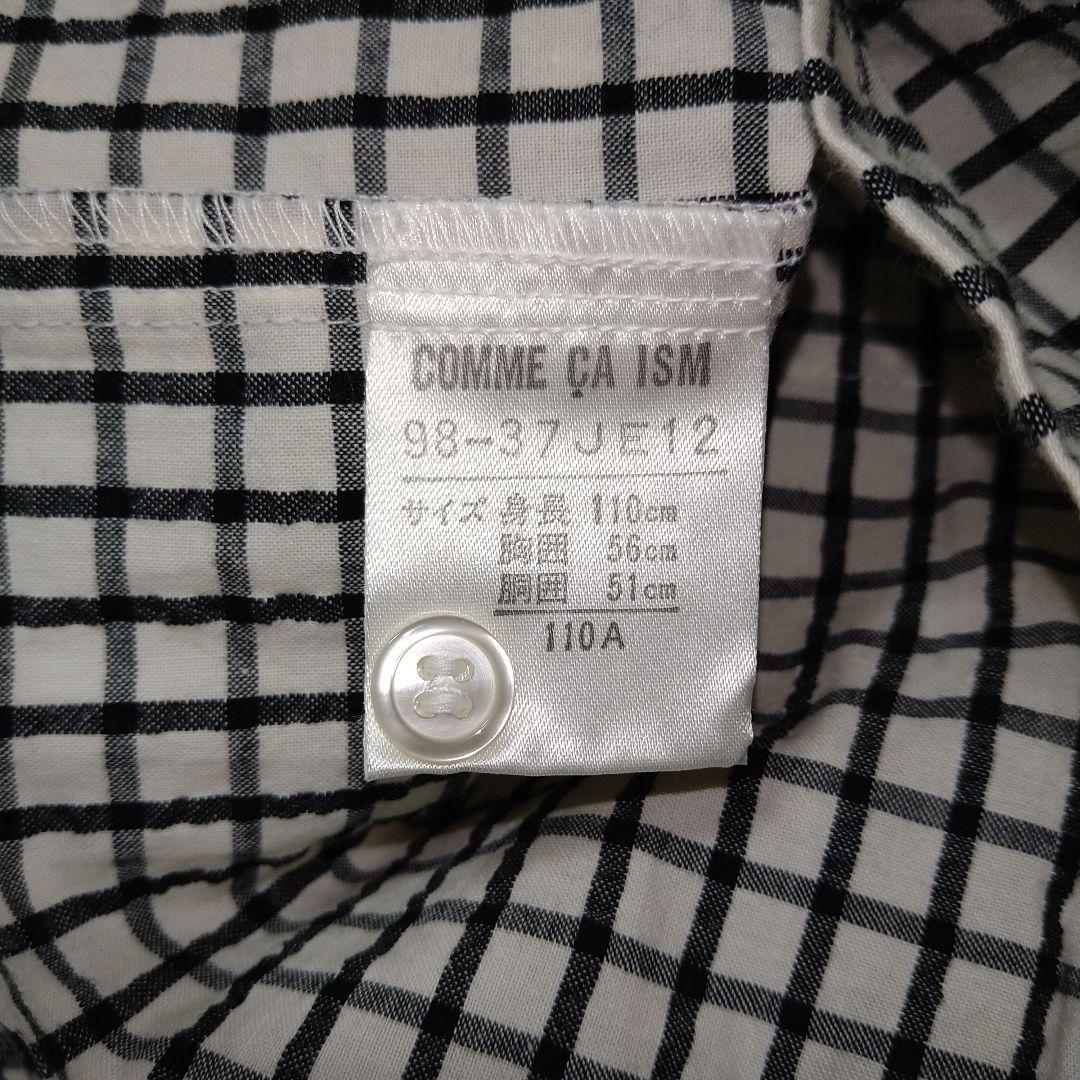 COMME ÇA ISM
98-37JE12
サイズ 身長 110cm
胸囲 56cm
胴囲 51cm
110A